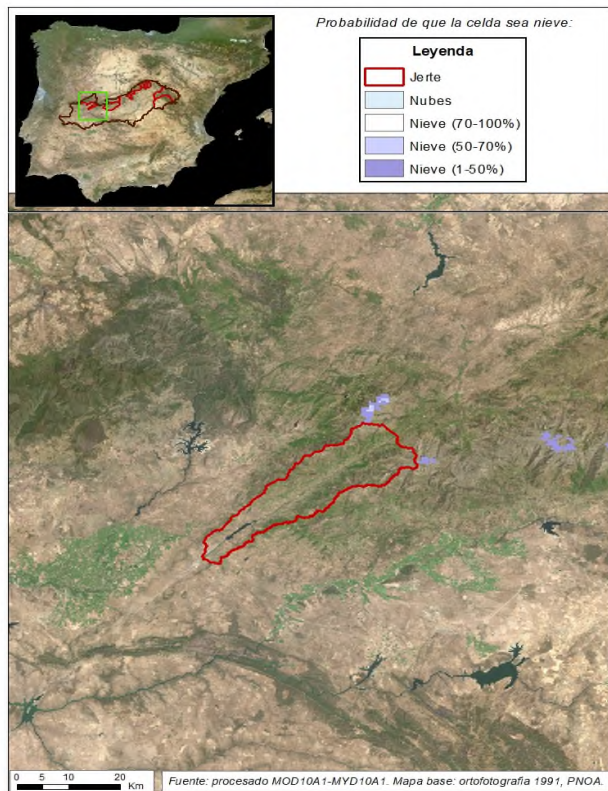 Probabilidad de que la celda sea nieve:
Leyenda
Jerte
Nubes
Nieve (70-100%)
Nieve (50-70%)
Nieve (1-50%)
0 5 10 20
Km
Fuente: procesado MOD10A1-MYD10A1. Mapa base: ortofotografia 1991, PNOA.